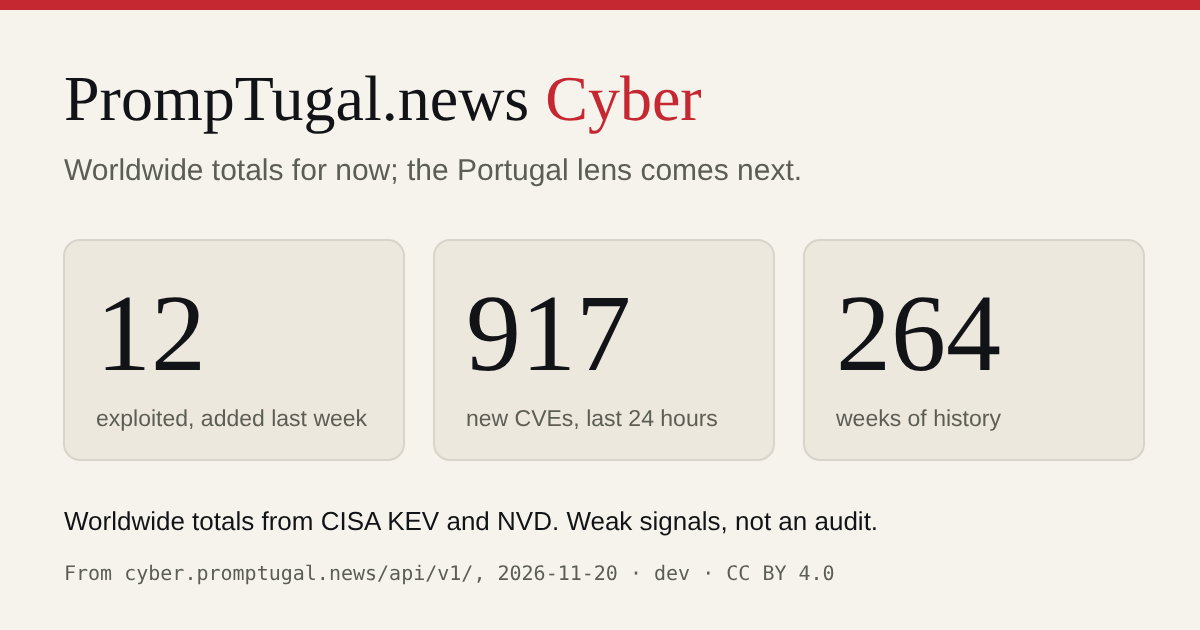 PrompTugal.news Cyber
Worldwide totals for now; the Portugal lens comes next.
12
exploited, added last week
917
new CVEs, last 24 hours
264
weeks of history
Worldwide totals from CISA KEV and NVD. Weak signals, not an audit.
From cyber.promptugal.news/api/v1/, 2026-11-20 · dev · CC BY 4.0